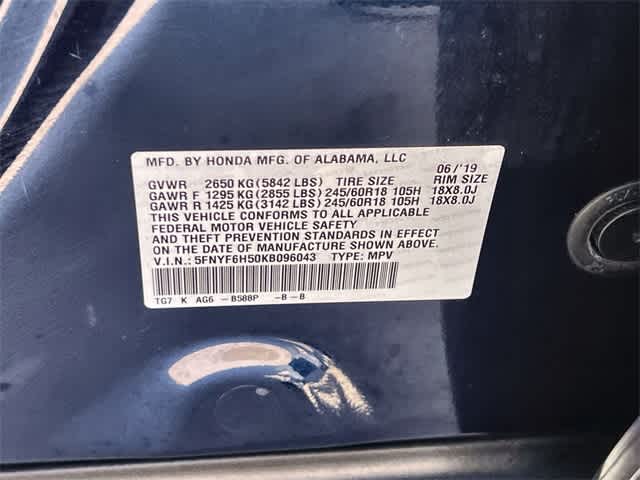 MFD. BY HONDA MFG. OF ALABAMA, LLC 06/'19
GVWR 2650 KG(5842 LBS) TIRE SIZE RIM SIZE
GAWR F 1295 KG(2855 LBS)245/60R18 105H 18X8.0J
GAWR R 1425 KG(3142 LBS)245/60R18 105H 18X8.0J
THIS VEHICLE CONFORMS TO ALL APPLICABLE
FEDERAL MOTOR VEHICLE SAFETY
AND THEFT PREVENTION STANDARDS IN EFFECT
ON THE DATE OF MANUFACTURE SHOWN ABOVE.
V.I.N.: 5FNYF6H50KB096043 TYPE: MPV
TG7 K AG6 -B588P -B-B